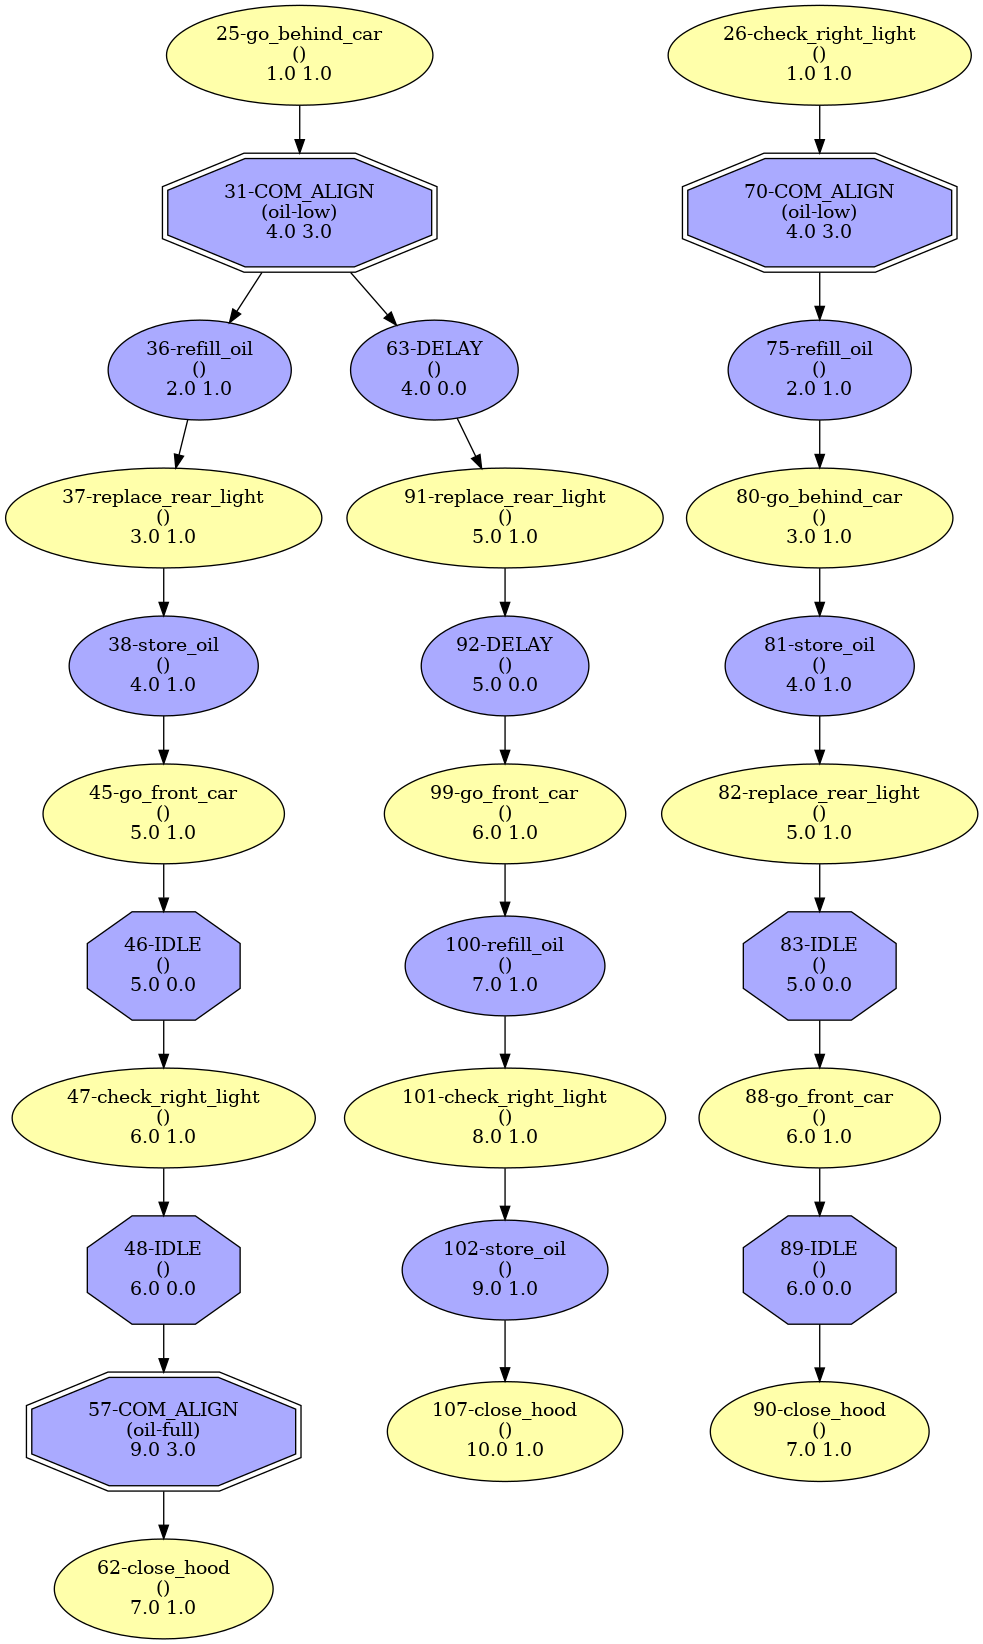 25-go_behind_car
()
1.0 1.0
26-check_right_light
()
1.0 1.0
31-COM_ALIGN
(oil-low)
4.0 3.0
70-COM_ALIGN
(oil-low)
4.0 3.0
36-refill_oil
()
2.0 1.0
63-DELAY
()
4.0 0.0
75-refill_oil
()
2.0 1.0
37-replace_rear_light
()
3.0 1.0
91-replace_rear_light
()
5.0 1.0
80-go_behind_car
()
3.0 1.0
38-store_oil
()
4.0 1.0
92-DELAY
()
5.0 0.0
81-store_oil
()
4.0 1.0
45-go_front_car
()
5.0 1.0
99-go_front_car
()
6.0 1.0
82-replace_rear_light
()
5.0 1.0
46-IDLE
()
5.0 0.0
100-refill_oil
()
7.0 1.0
83-IDLE
()
5.0 0.0
47-check_right_light
()
6.0 1.0
101-check_right_light
()
8.0 1.0
88-go_front_car
()
6.0 1.0
48-IDLE
()
6.0 0.0
102-store_oil
()
9.0 1.0
89-IDLE
()
6.0 0.0
57-COM_ALIGN
(oil-full)
9.0 3.0
107-close_hood
()
10.0 1.0
90-close_hood
()
7.0 1.0
62-close_hood
()
7.0 1.0